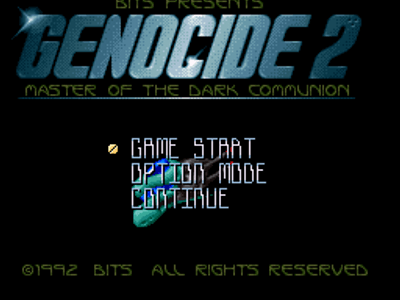 BITS PRESENTS
GENOCIDE 2
MASTER OF THE DARK COMMUNION
GAME START
OPTION MODE
CONTINUE
©1992 BITS ALL RIGHTS RESERVED